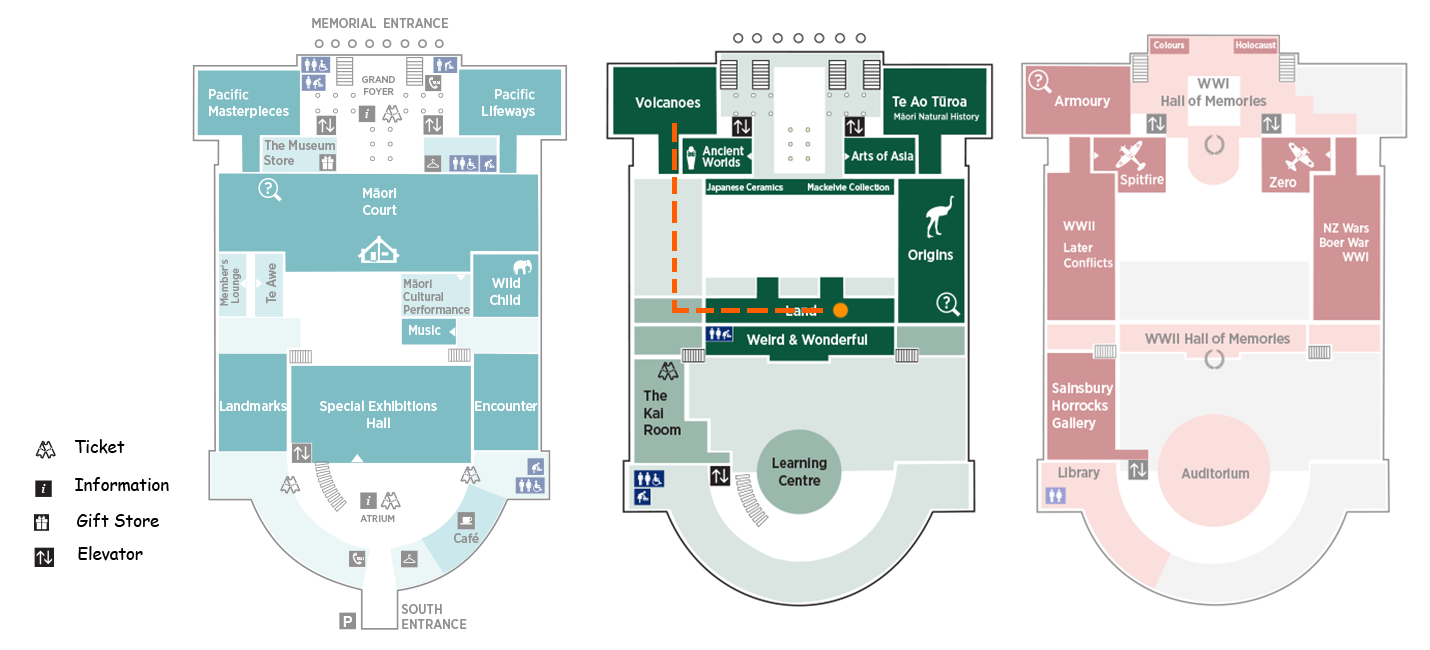 MEMORIAL ENTRANCE
GRAND
FOYER
Pacific
Masterpieces
Pacific
Lifeways
i
The Museum
Store
Māori
Court
Member's
Lounge
Te Awe
Māori
Cultural
Performance
Wild
Child
Music
Landmarks
Special Exhibitions
Hall
Encounter
i
ATRIUM
Café
P
SOUTH
ENTRANCE
Ticket
i
Information
Gift Store
Elevator
Volcanoes
Te Ao Tūroa
Māori Natural History
Ancient
Worlds
Arts of Asia
Japanese Ceramics
Mackelvie Collection
Origins
Land
Weird & Wonderful
The
Kai
Room
Learning
Centre
Colours
Holocaust
WWI
Hall of Memories
Armoury
Spitfire
Zero
WWII
Later
Conflicts
NZ Wars
Boer War
WWI
WWII Hall of Memories
Sainsbury
Horrocks
Gallery
Library
Auditorium